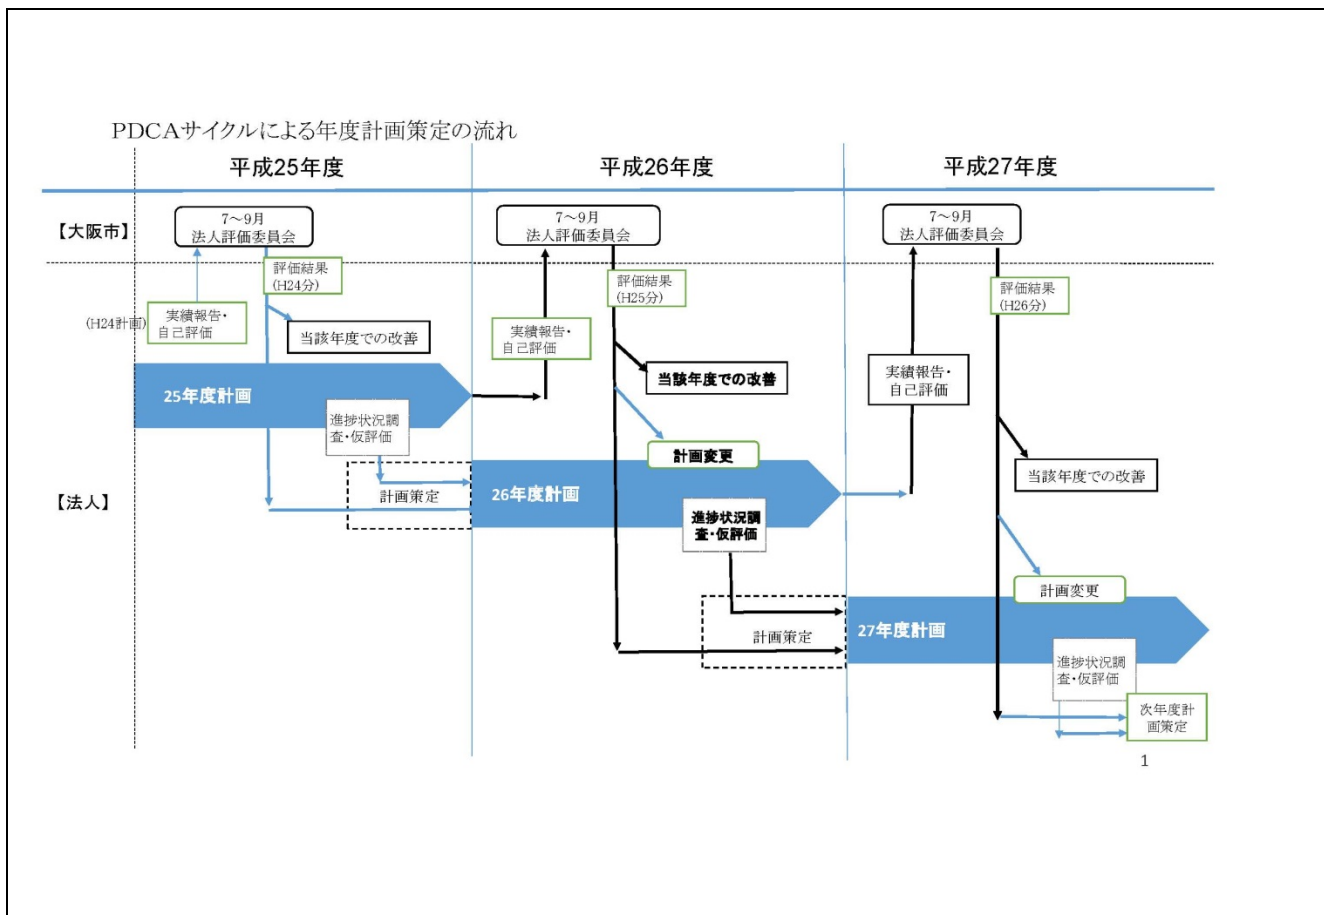 PDCAサイクルによる年度計画策定の流れ
平成25年度
平成26年度
平成27年度
【大阪市】
7～9月
法人評価委員会
7～9月
法人評価委員会
7～9月
法人評価委員会
評価結果
(H24分)
評価結果
(H25分)
評価結果
(H26分)
(H24計画)
実績報告・
自己評価
当該年度での改善
実績報告・
自己評価
当該年度での改善
実績報告・
自己評価
当該年度での改善
25年度計画
進捗状況調
査・仮評価
計画策定
計画変更
【法人】
26年度計画
進捗状況調
査・仮評価
計画策定
計画変更
27年度計画
進捗状況調
査・仮評価
次年度計
画策定
1